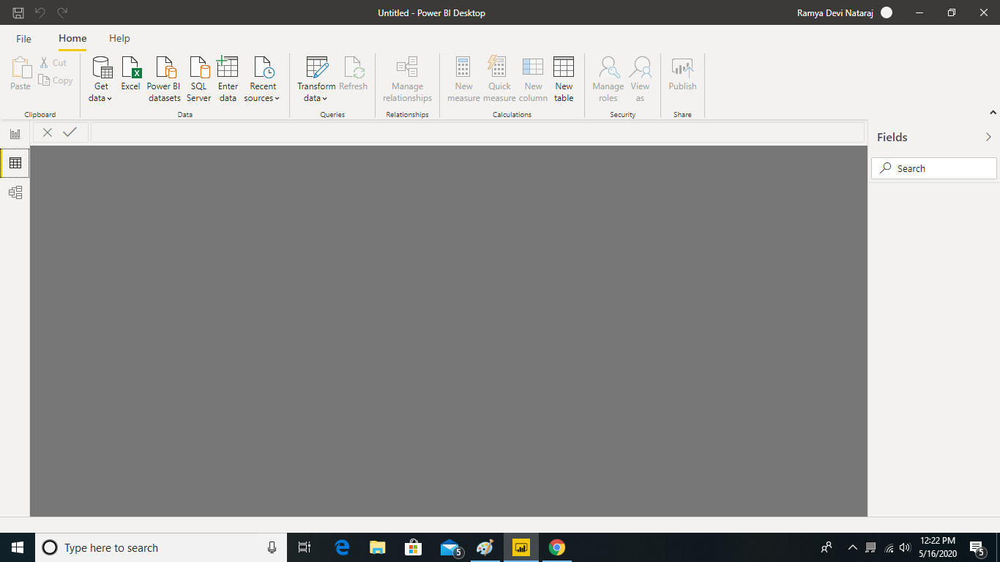 Untitled - Power BI Desktop
Ramya Devi Nataraj
File
Home
Help
Paste
Cut
Copy
Clipboard
Get
data
Excel
Power BI
datasets
SQL
Server
Enter
data
Recent
sources
Data
Transform
data
Refresh
Queries
Manage
relationships
Relationships
New
measure
Quick
measure
New
column
New
table
Calculations
Manage
roles
View
as
Security
Publish
Share
Fields
Search
Type here to search
5
12:22 PM
5/16/2020
5